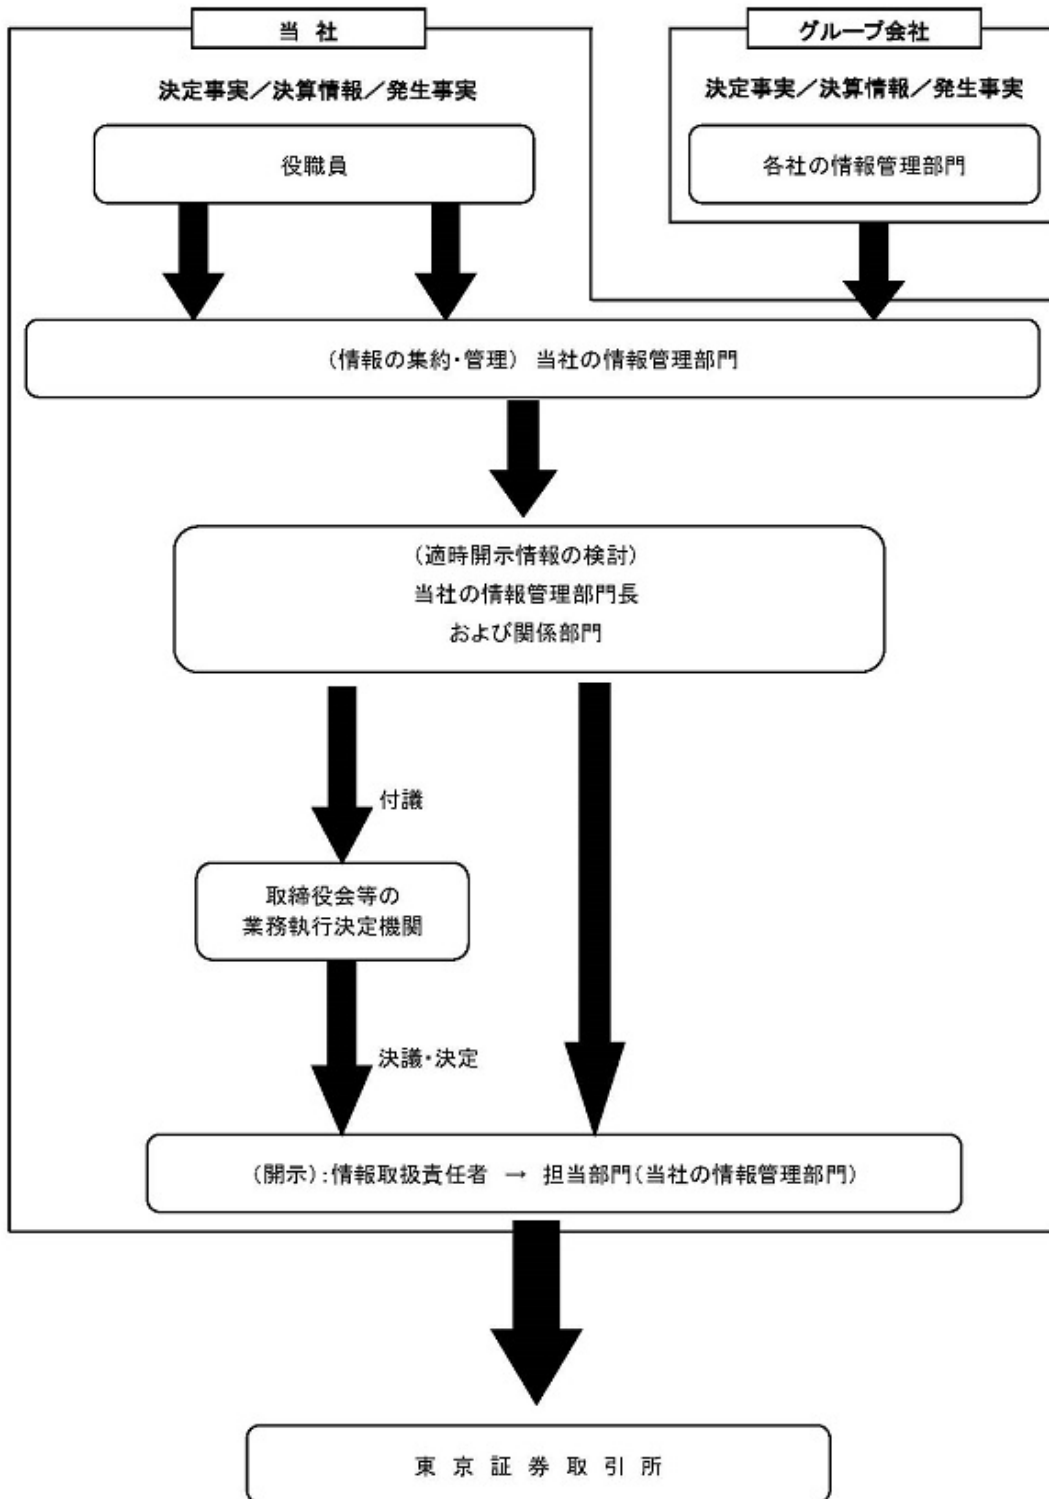 当 社
グループ会社
決定事実／決算情報／発生事実
決定事実／決算情報／発生事実
役職員
各社の情報管理部門
（情報の集約・管理） 当社の情報管理部門
（適時開示情報の検討）
当社の情報管理部門長
および関係部門
付議
取締役会等の
業務執行決定機関
決議・決定
（開示）：情報取扱責任者 → 担当部門（当社の情報管理部門）
東 京 証 券 取 引 所